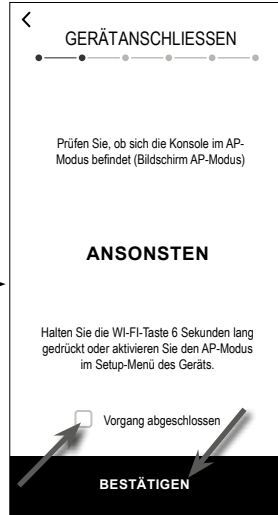 GERÄTANSCHLIESSEN
Prüfen Sie, ob sich die Konsole im AP-
Modus befindet (Bildschirm AP-Modus)
ANSONSTEN
Halten Sie die WI-FI-Taste 6 Sekunden lang
gedrückt oder aktivieren Sie den AP-Modus
im Setup-Menü des Geräts.
Vorgang abgeschlossen
BESTÄTIGEN